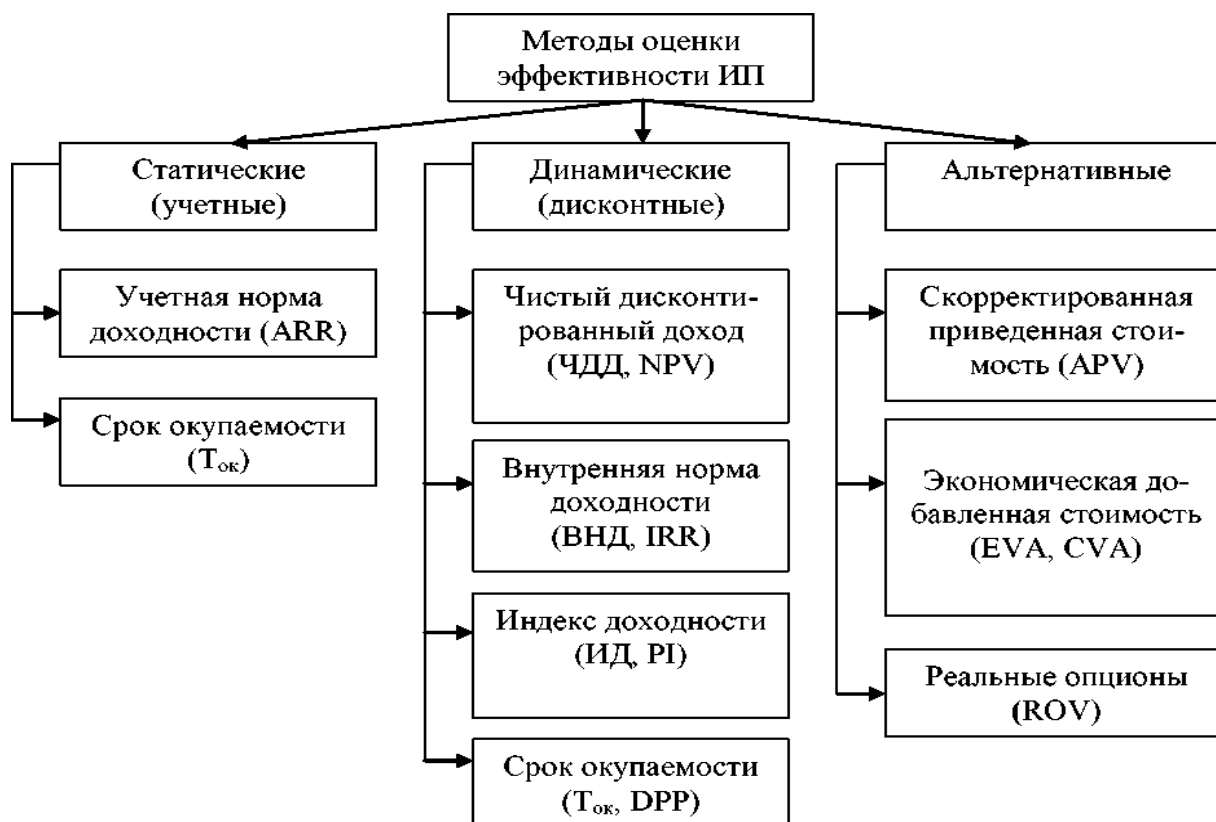 Методы оценки
эффективности ИП
Статические
(учетные)
Учетная норма
доходности (ARR)
Срок окупаемости
(Tок)
Динамические
(дисконтные)
Чистый дисконти-
рованный доход
(ЧДД, NPV)
Внутренняя норма
доходности
(ВНД, IRR)
Индекс доходности
(ИД, PI)
Срок окупаемости
(Tок, DPP)
Альтернативные
Скорректированная
приведенная стои-
мость (APV)
Экономическая до-
бавленная стоимость
(EVA, CVA)
Реальные опционы
(ROV)